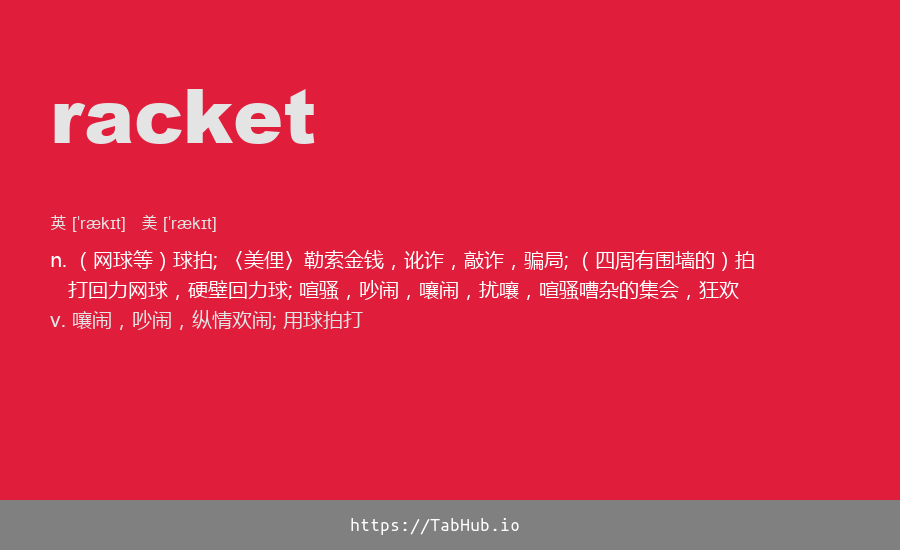 racket
英 [ˈrækɪt] 美 [ˈrækɪt]
n.（网球等）球拍; 〈美俚〉勒索金钱，讹诈，敲诈，骗局;（四周有围墙的）拍
打回力网球，硬壁回力球; 喧骚，吵闹，嚷闹，扰嚷，喧骚嘈杂的集会，狂欢
v. 嚷闹，吵闹，纵情欢闹; 用球拍打
https://TabHub.io